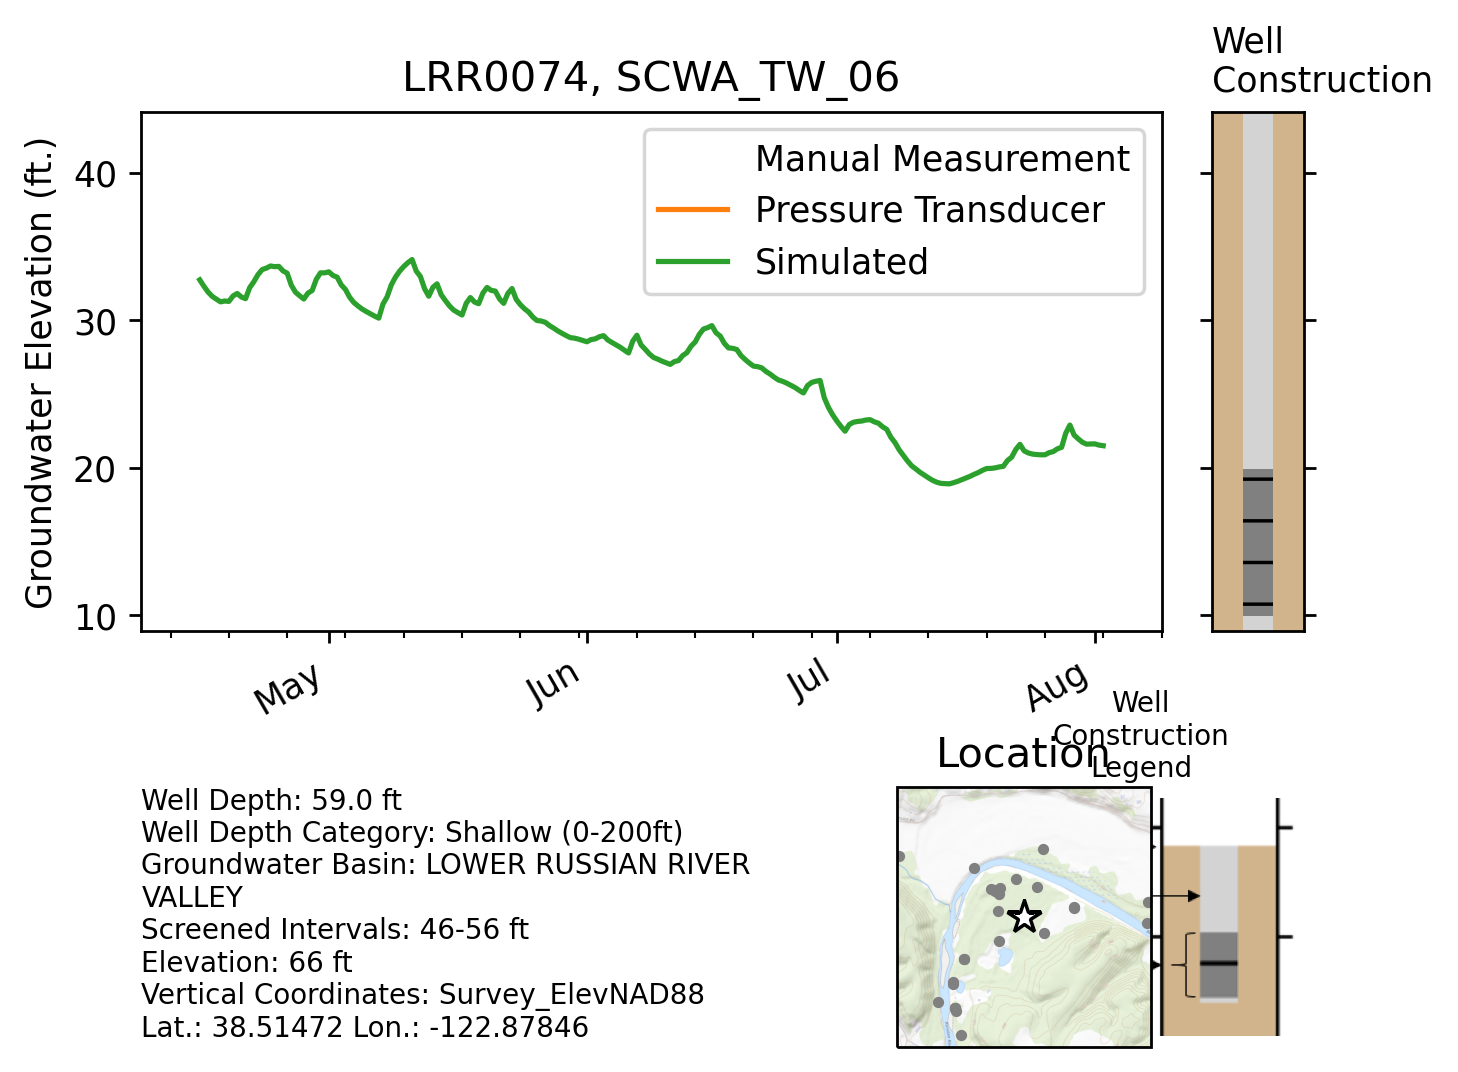 Well
Construction
LRR0074, SCWA_TW_06
Groundwater Elevation (ft.)
40
30
20
10
Manual Measurement
Pressure Transducer
Simulated
May
Jun
Jul
Aug
Well
Construction
Legend
Location
Well Depth: 59.0 ft
Well Depth Category: Shallow (0-200ft)
Groundwater Basin: LOWER RUSSIAN RIVER
VALLEY
Screened Intervals: 46-56 ft
Elevation: 66 ft
Vertical Coordinates: Survey_ElevNAD88
Lat.: 38.51472 Lon.: -122.87846